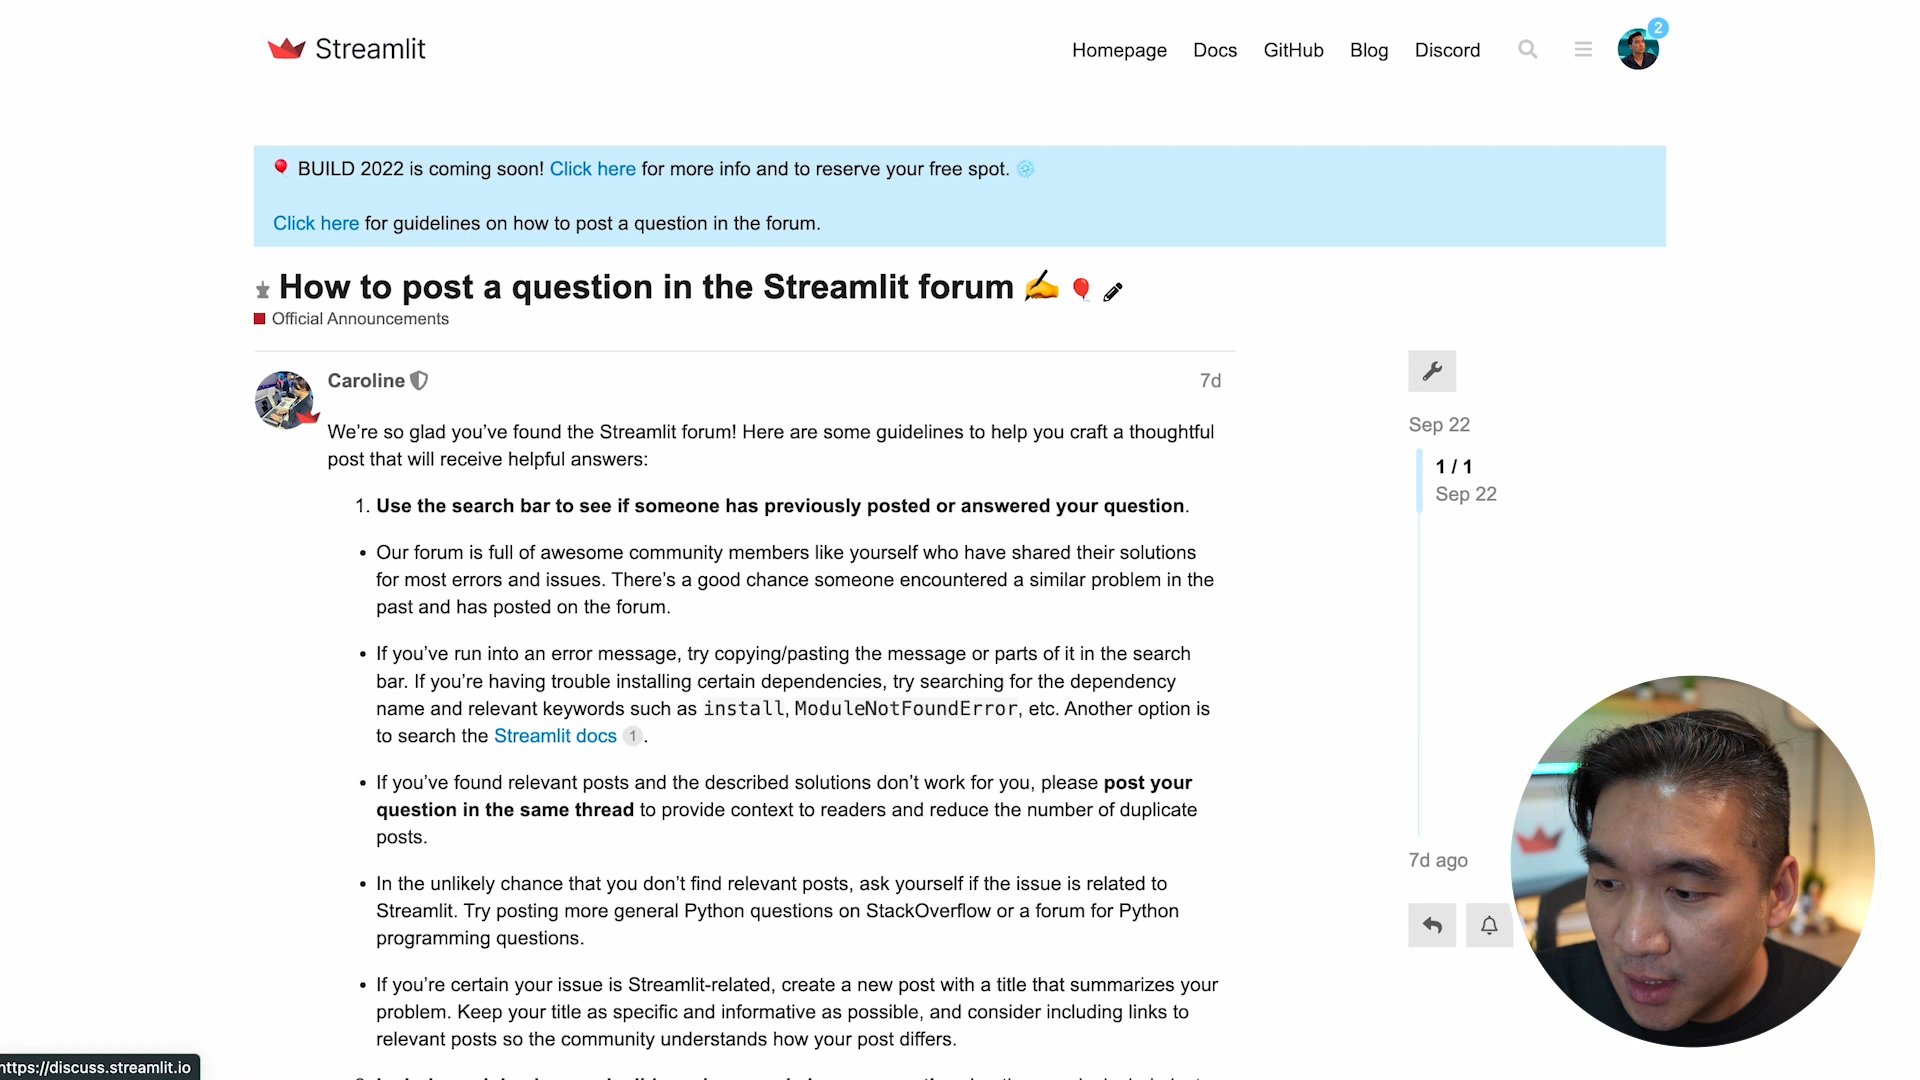 Streamlit
Homepage Docs GitHub Blog Discord
2
BUILD 2022 is coming soon! Click here for more info and to reserve your free spot.
Click here for guidelines on how to post a question in the forum.
How to post a question in the Streamlit forum
Official Announcements
Caroline
7d
We’re so glad you’ve found the Streamlit forum! Here are some guidelines to help you craft a thoughtful
post that will receive helpful answers:
1. Use the search bar to see if someone has previously posted or answered your question.
• Our forum is full of awesome community members like yourself who have shared their solutions
for most errors and issues. There’s a good chance someone encountered a similar problem in the
past and has posted on the forum.
• If you’ve run into an error message, try copying/pasting the message or parts of it in the search
bar. If you’re having trouble installing certain dependencies, try searching for the dependency
name and relevant keywords such as install, ModuleNotFoundError, etc. Another option is
to search the Streamlit docs 1.
• If you’ve found relevant posts and the described solutions don’t work for you, please post your
question in the same thread to provide context to readers and reduce the number of duplicate
posts.
• In the unlikely chance that you don’t find relevant posts, ask yourself if the issue is related to
Streamlit. Try posting more general Python questions on StackOverflow or a forum for Python
programming questions.
• If you’re certain your issue is Streamlit-related, create a new post with a title that summarizes your
problem. Keep your title as specific and informative as possible, and consider including links to
relevant posts so the community understands how your post differs.
Sep 22
1 / 1
Sep 22
7d ago
https://discuss.streamlit.io